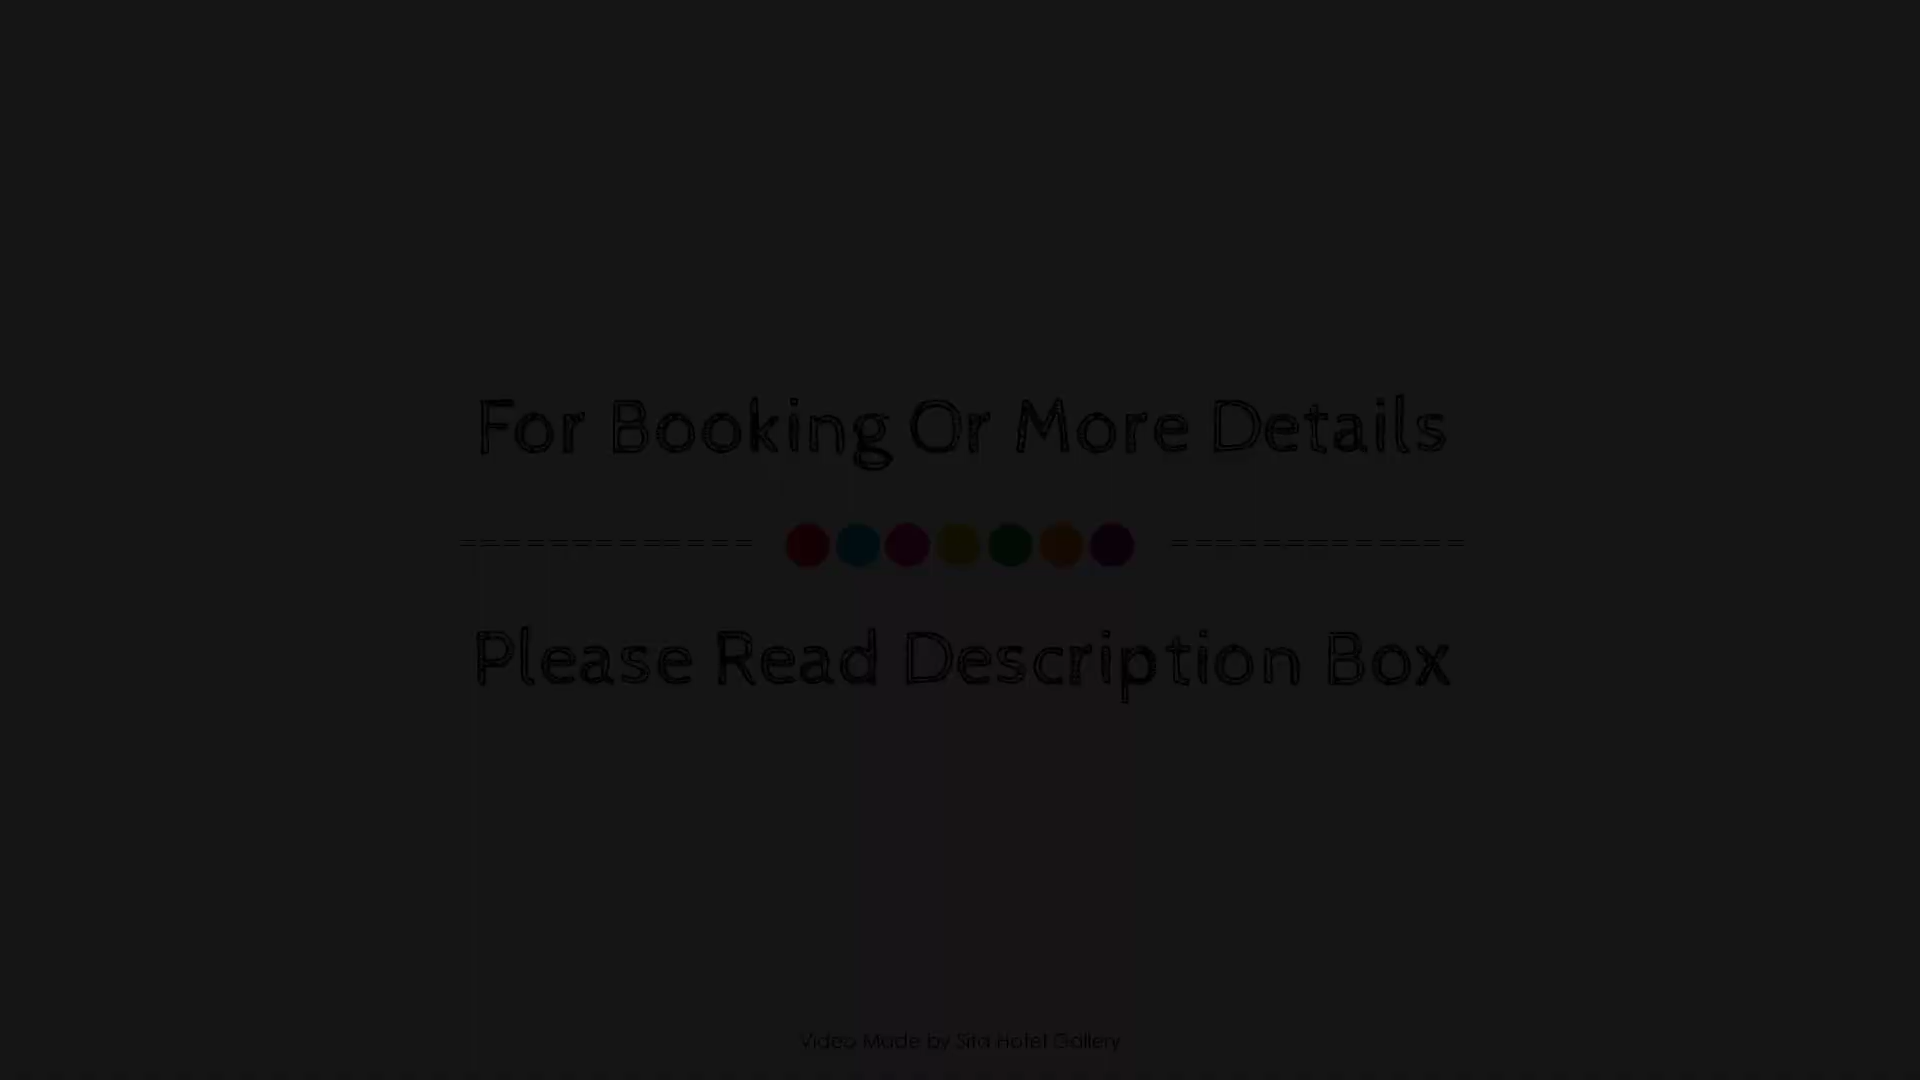 For Booking Or More Details
============= =============
Please Read Description Box
Video Made by Sita Hotel Gallery